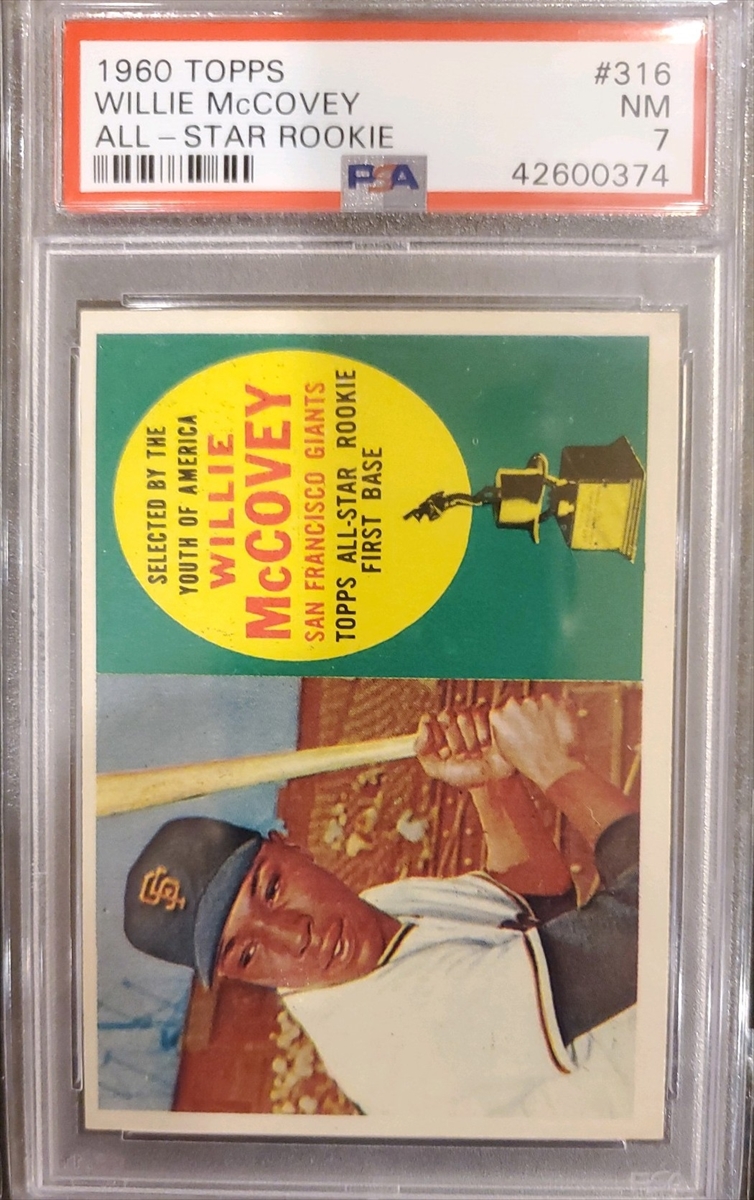 1960 TOPPS #316
WILLIE McCOVEY NM
ALL-STAR ROOKIE 7
PSA 42600374
SELECTED BY THE
YOUTH OF AMERICA
WILLIE
McCOVEY
SAN FRANCISCO GIANTS
TOPPS ALL-STAR ROOKIE
FIRST BASE
SF